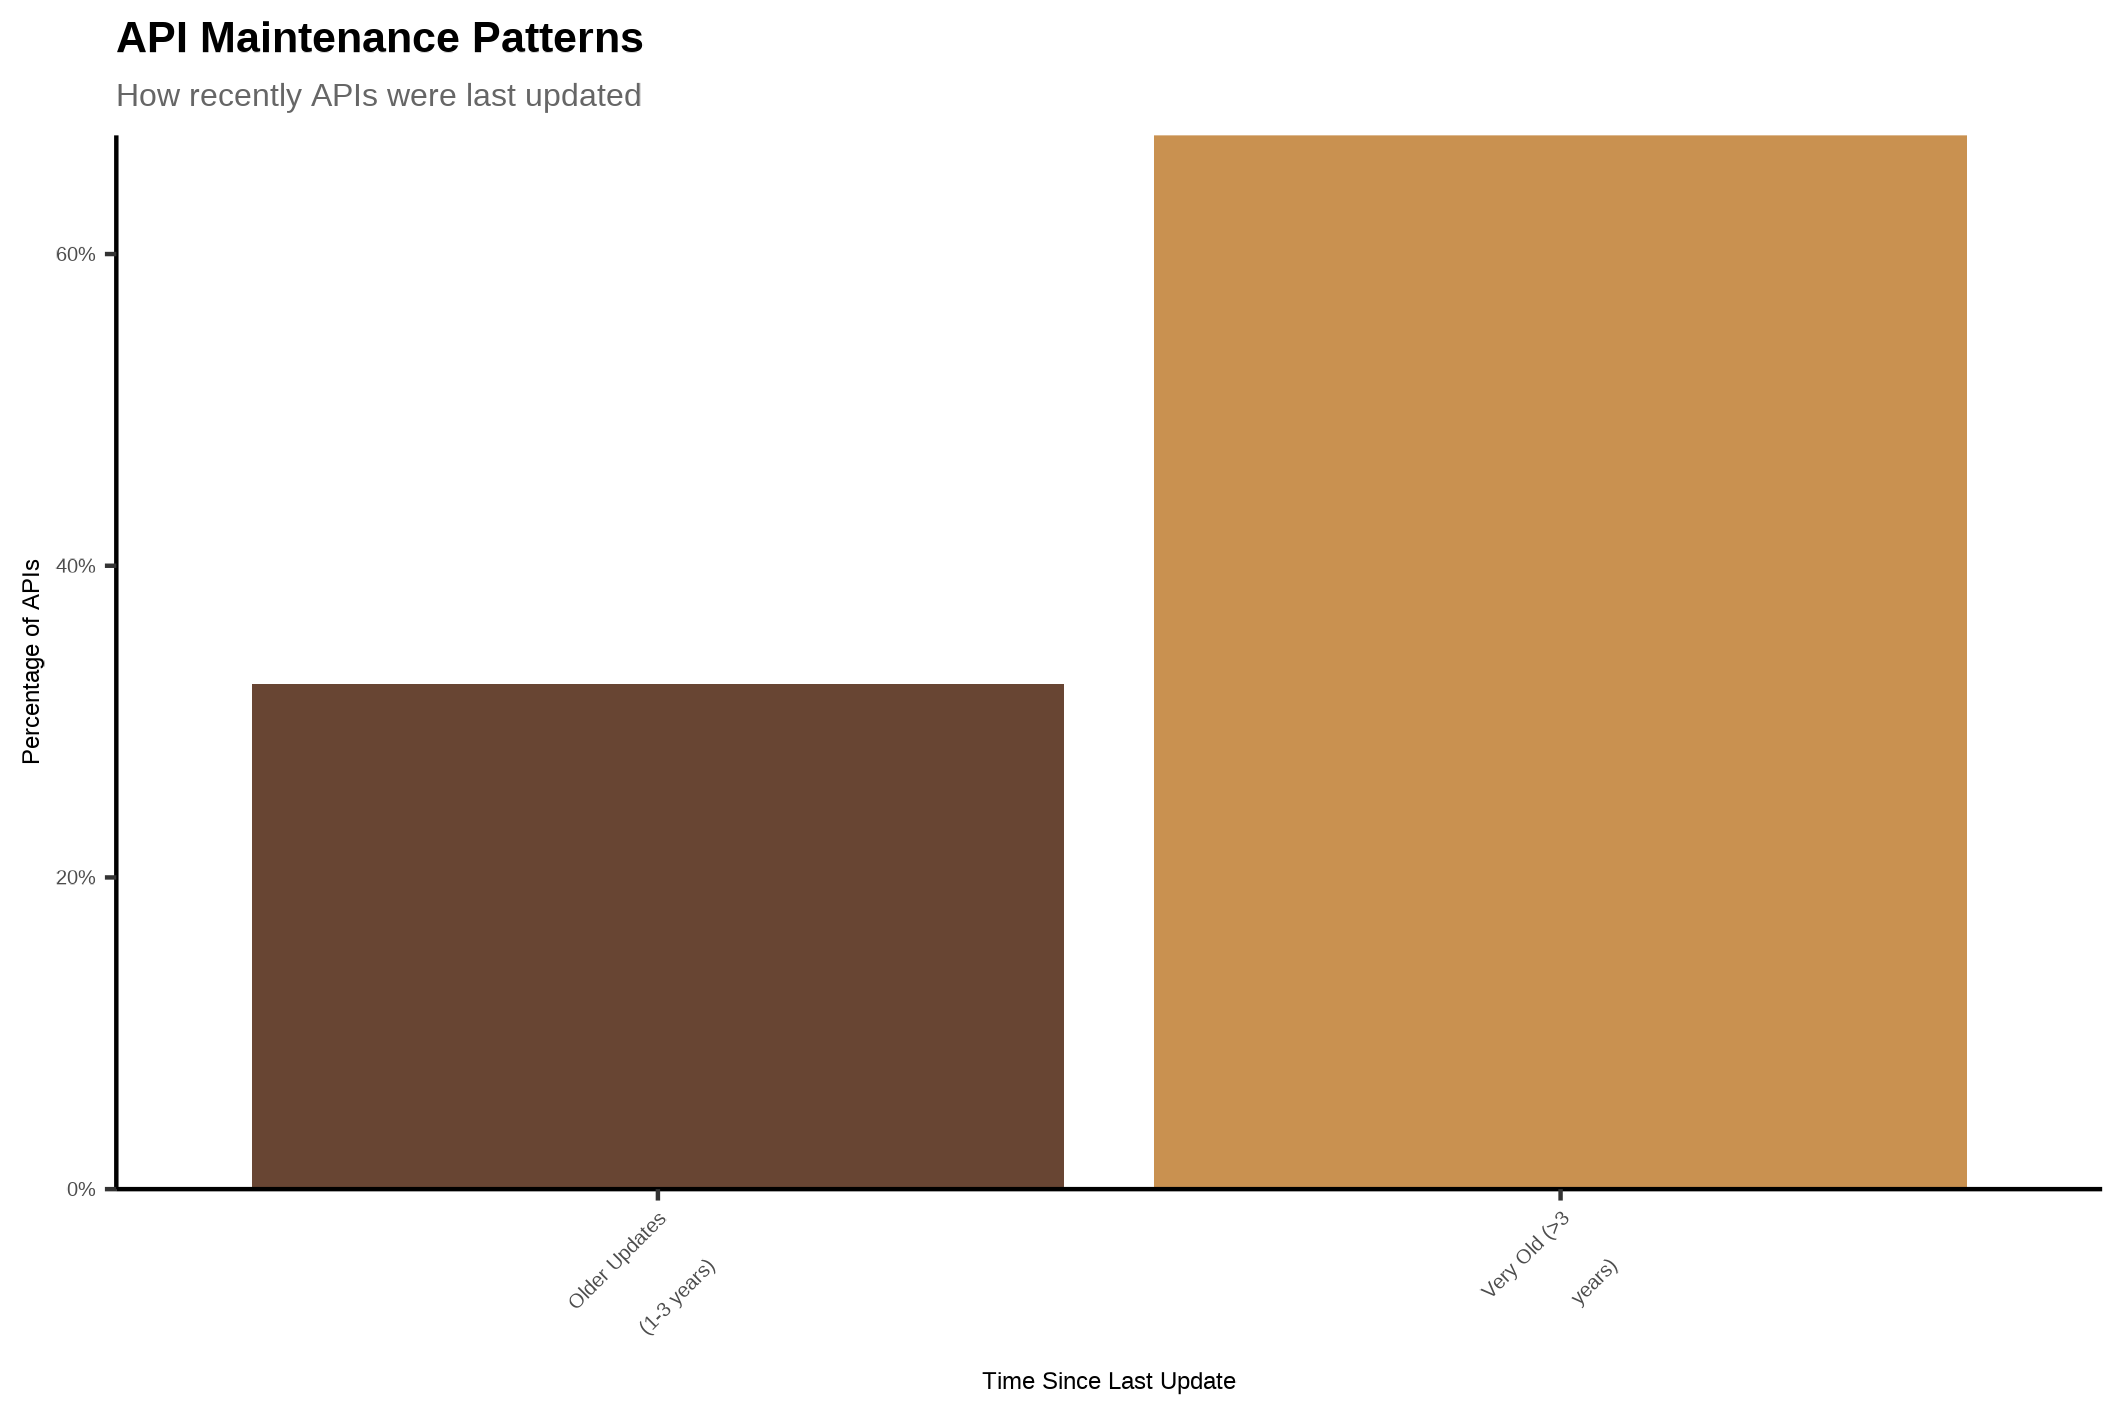 API Maintenance Patterns
How recently APIs were last updated
60%
40%
20%
0%
Percentage of APIs
Older Updates
(1-3 years)
Very Old (>3
years)
Time Since Last Update